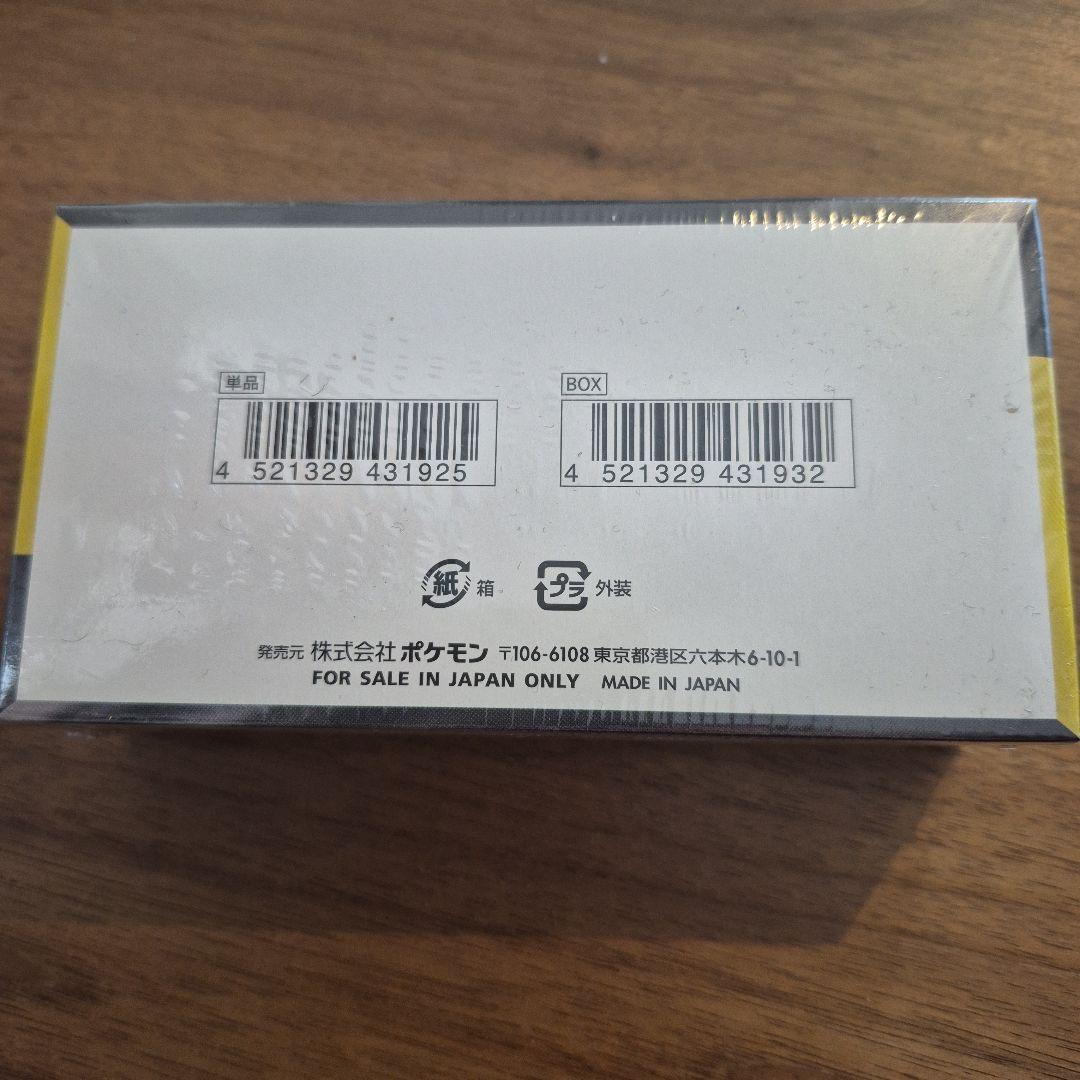 単品
BOX
4 521329 431925
4 521329 431932
紙 箱
プラ 外装
発売元 株式会社 ポケモン 〒106-6108 東京都港区六本木6-10-1
FOR SALE IN JAPAN ONLY MADE IN JAPAN